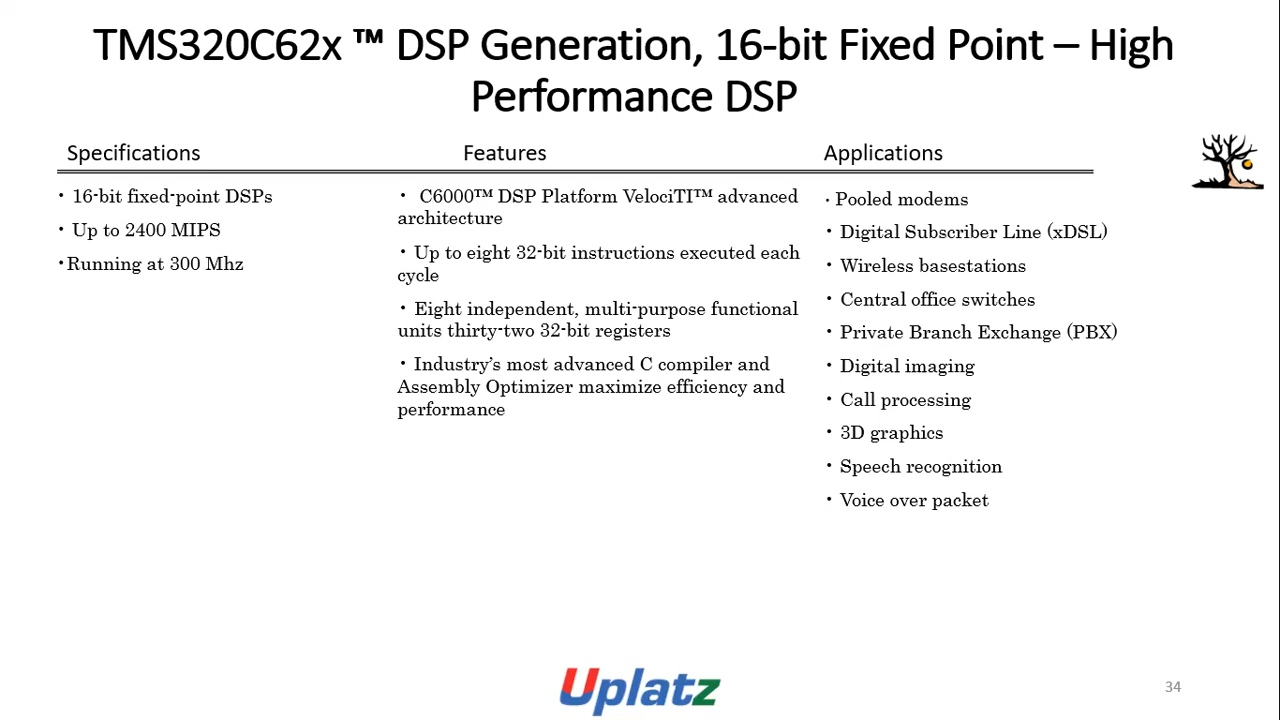 TMS320C62x ™ DSP Generation, 16-bit Fixed Point – High
Performance DSP
Specifications
• 16-bit fixed-point DSPs
• Up to 2400 MIPS
•Running at 300 Mhz
Features
• C6000™ DSP Platform VelociTI™ advanced
architecture
• Up to eight 32-bit instructions executed each
cycle
• Eight independent, multi-purpose functional
units thirty-two 32-bit registers
• Industry’s most advanced C compiler and
Assembly Optimizer maximize efficiency and
performance
Applications
• Pooled modems
• Digital Subscriber Line (xDSL)
• Wireless basestations
• Central office switches
• Private Branch Exchange (PBX)
• Digital imaging
• Call processing
• 3D graphics
• Speech recognition
• Voice over packet
Uplatz
34